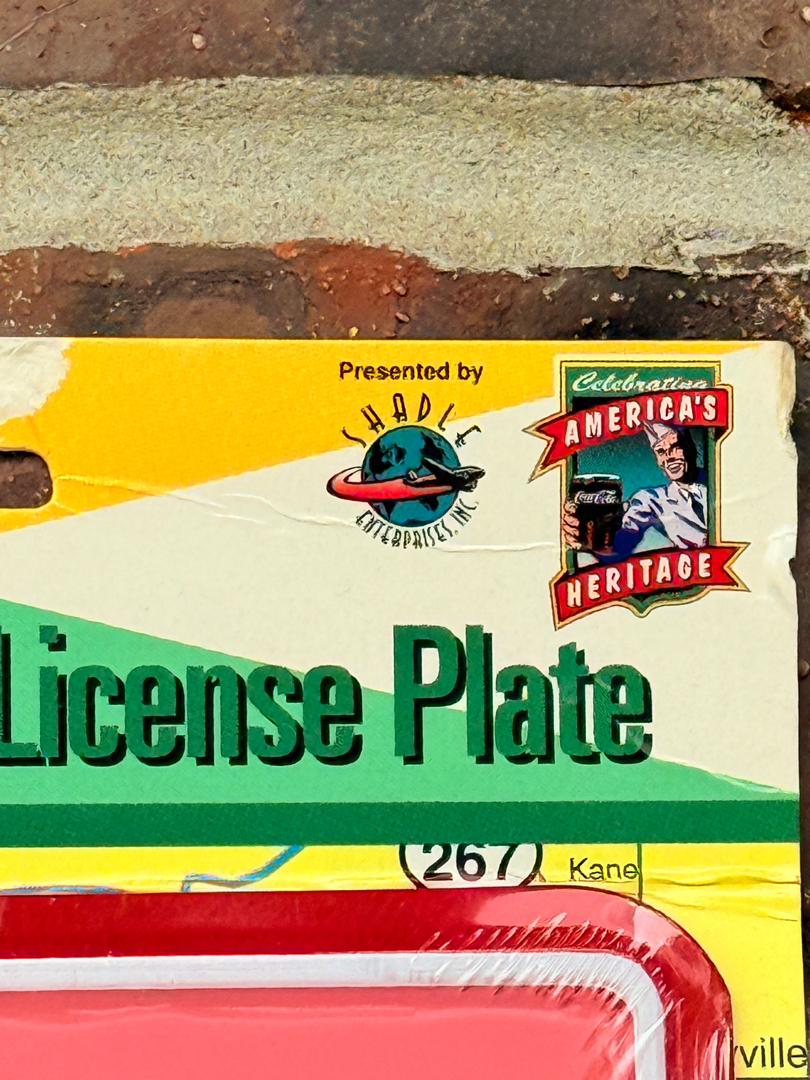 Presented by
SHADLE
ENTERPRISES, INC.
Celebrating
AMERICA'S
Coca-Cola
HERITAGE
License Plate
267
Kane
ville